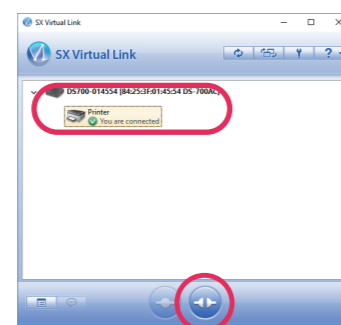 SX Virtual Link
SX Virtual Link
?
DS700-014554 [84:25:3F:01:45:54 DS-700AC]
Printer
You are connected